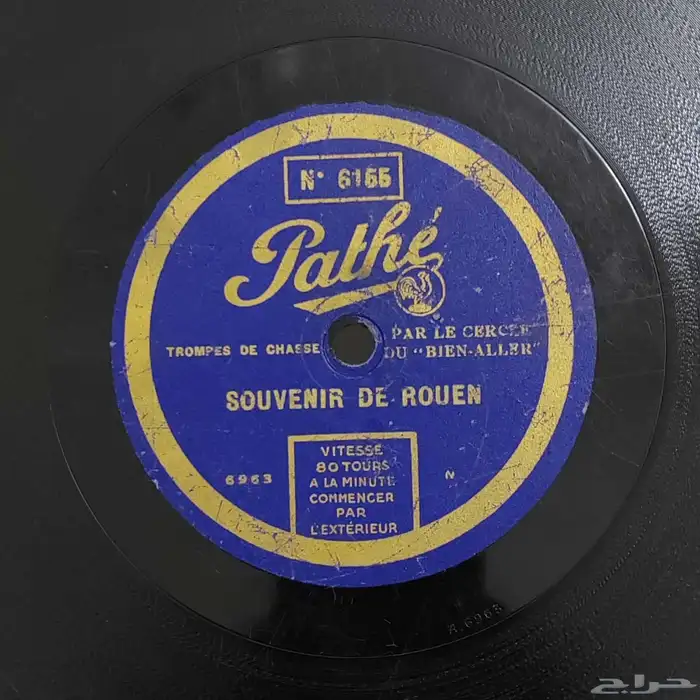 N° 6155
Pathé
TROMPES DE CHASSE
PAR LE CERCLE
DU "BIEN-ALLER"
SOUVENIR DE ROUEN
6963
VITESSE
80 TOURS
A LA MINUTE
COMMENCER
PAR
L'EXTÉRIEUR
N
A.6963
حراج